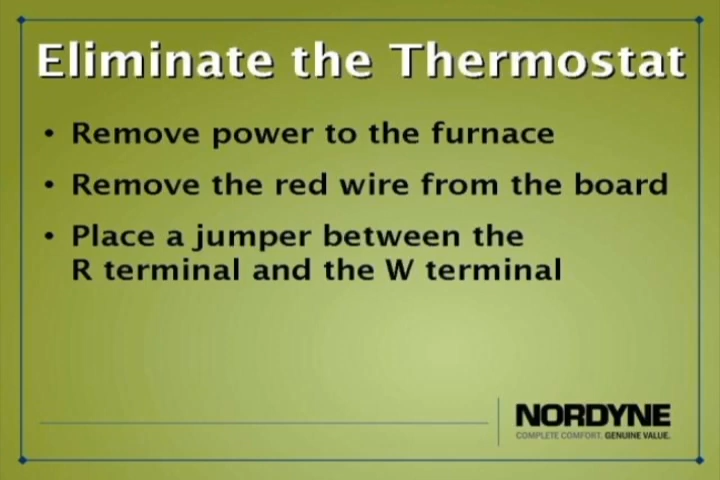 Eliminate the Thermostat
• Remove power to the furnace
• Remove the red wire from the board
• Place a jumper between the
R terminal and the W terminal
NORDYNE
COMPLETE COMFORT. GENUINE VALUE.